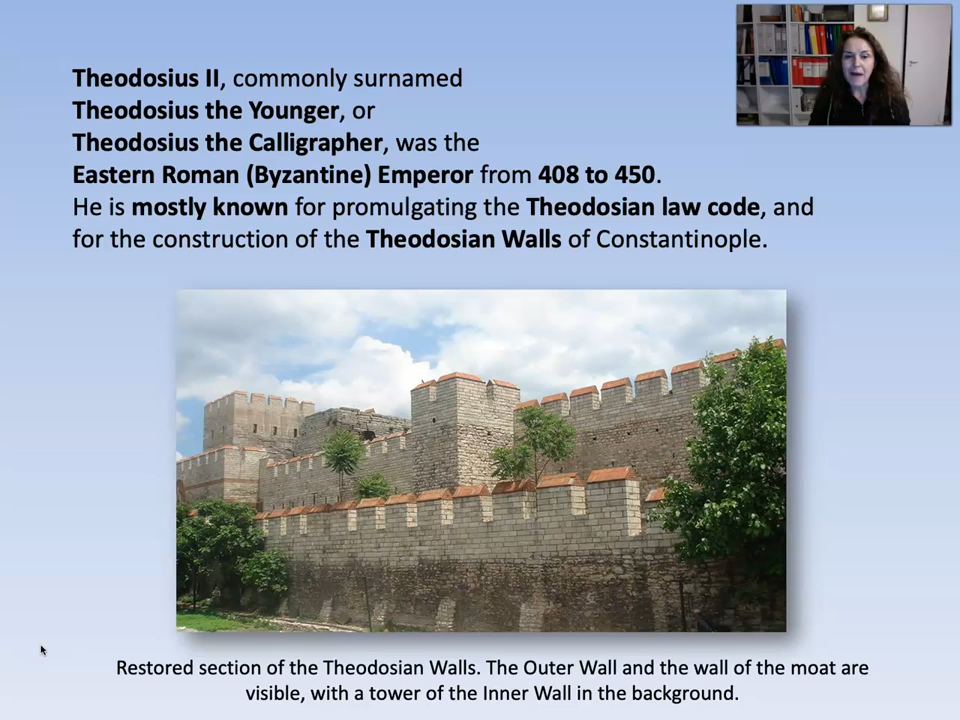 Theodosius II, commonly surnamed
Theodosius the Younger, or
Theodosius the Calligrapher, was the
Eastern Roman (Byzantine) Emperor from 408 to 450.
He is mostly known for promulgating the Theodosian law code, and
for the construction of the Theodosian Walls of Constantinople.
Restored section of the Theodosian Walls. The Outer Wall and the wall of the moat are
visible, with a tower of the Inner Wall in the background.